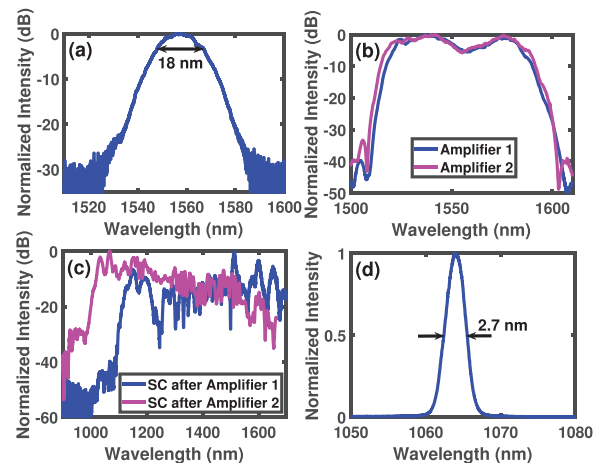 (a)
18 nm
Normalized Intensity (dB)
0
-10
-20
-30
1520
1540
1560
1580
1600
Wavelength (nm)
(b)
Amplifier 1
Amplifier 2
Normalized Intensity (dB)
0
-10
-20
-30
-40
-50
1500
1550
1600
Wavelength (nm)
(c)
SC after Amplifier 1
SC after Amplifier 2
Normalized Intensity (dB)
0
-20
-40
-60
1000
1200
1400
1600
Wavelength (nm)
(d)
2.7 nm
Normalized Intensity
1
0.5
0
1050
1060
1070
1080
Wavelength (nm)